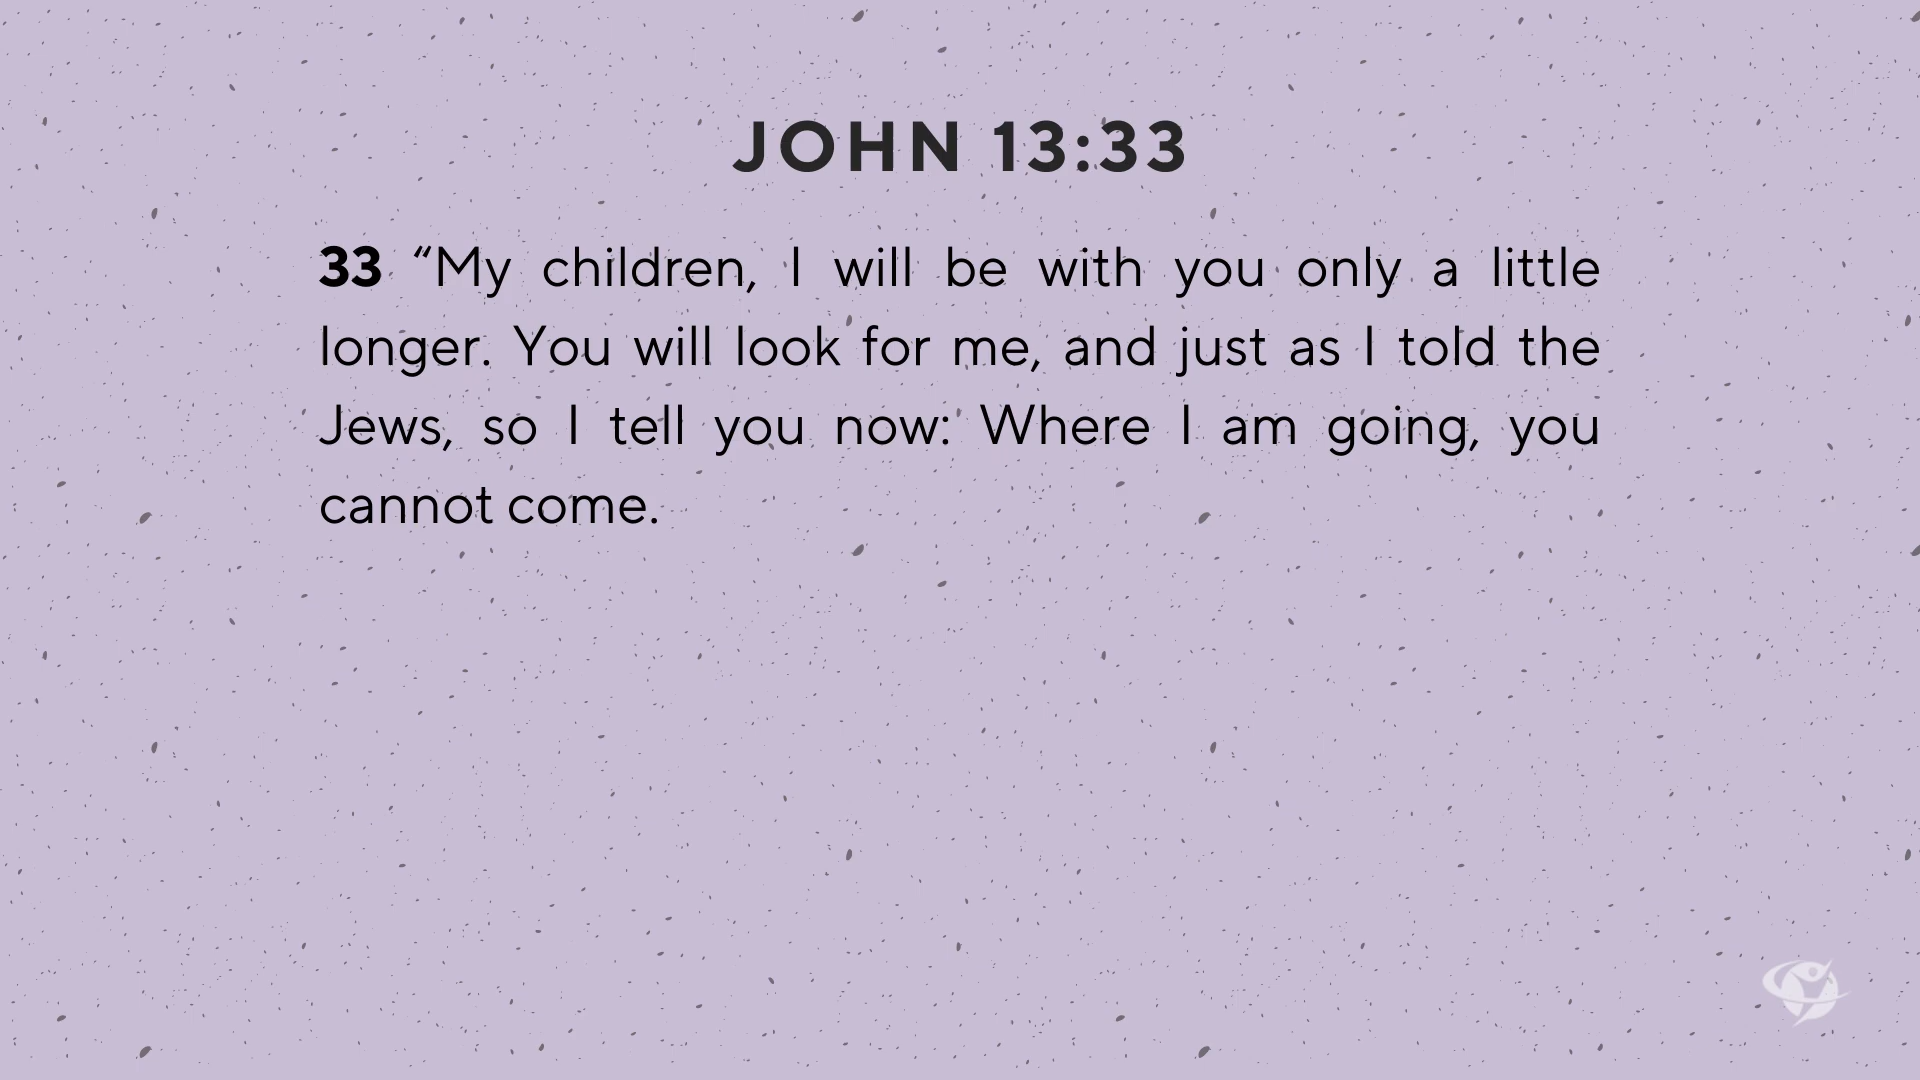 JOHN 13:33
33 “My children, I will be with you only a little
longer. You will look for me, and just as I told the
Jews, so I tell you now: Where I am going, you
cannot come.